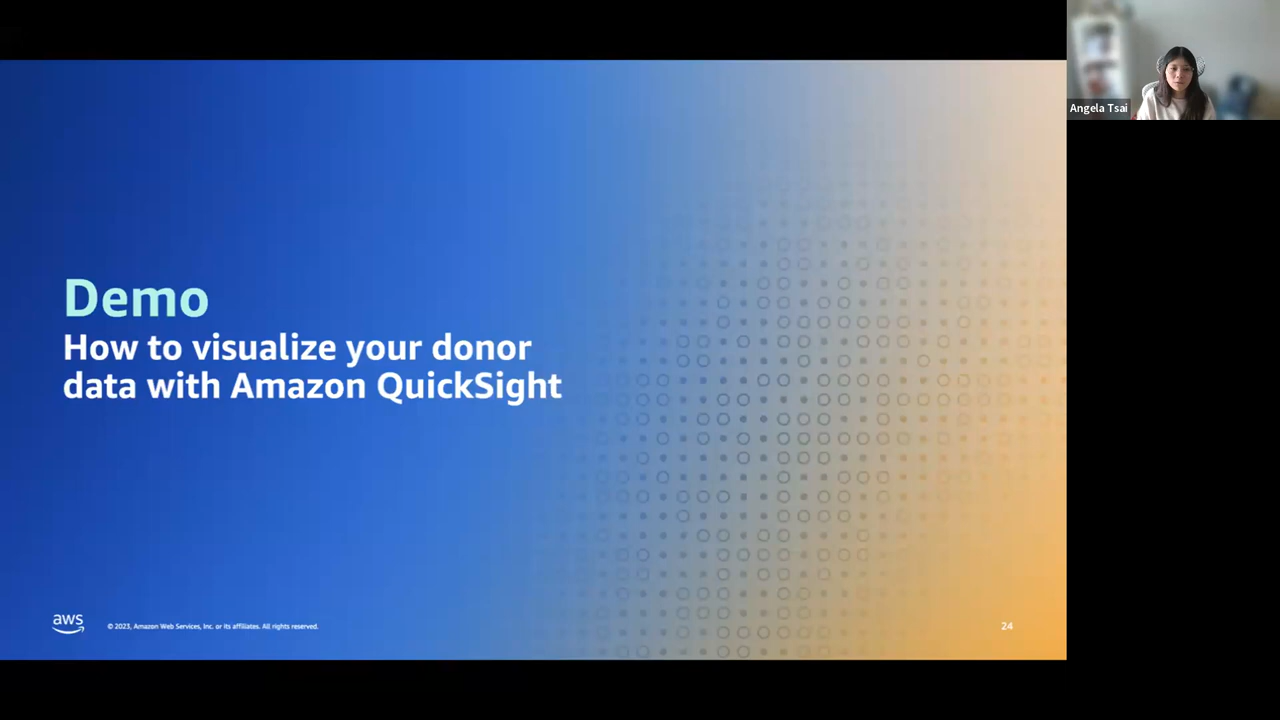 Angela Tsai
Demo
How to visualize your donor
data with Amazon QuickSight
aws
© 2023, Amazon Web Services, Inc. or its affiliates. All rights reserved.
24